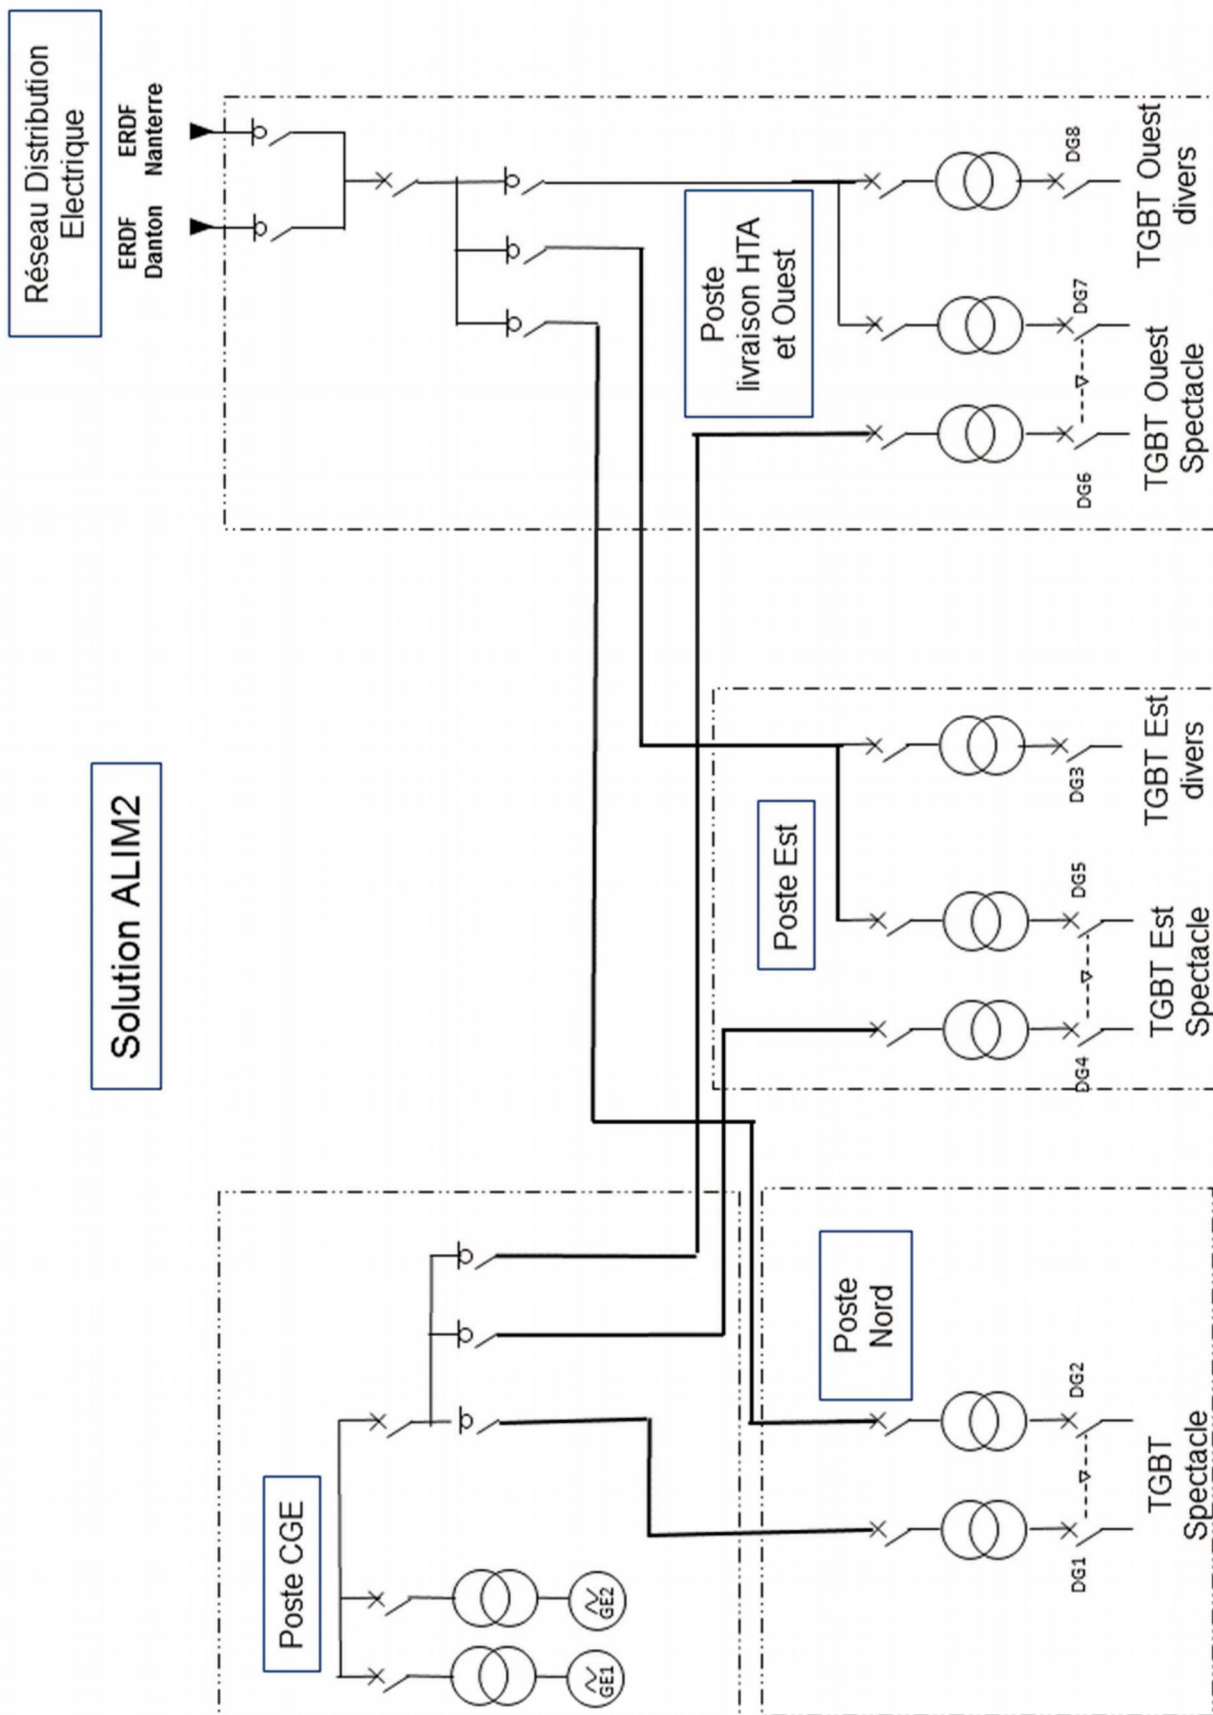 Solution ALIM2
Réseau Distribution
Electrique
ERDF
Danton
ERDF
Nanterre
Poste CGE
GE1
GE2
Poste
Nord
DG1
DG2
TGBT
Spectacle
Poste Est
DG4
DG5
DG3
TGBT Est
Spectacle
TGBT Est
divers
Poste
livraison HTA
et Ouest
DG6
DG7
DG8
TGBT Ouest
Spectacle
TGBT Ouest
divers